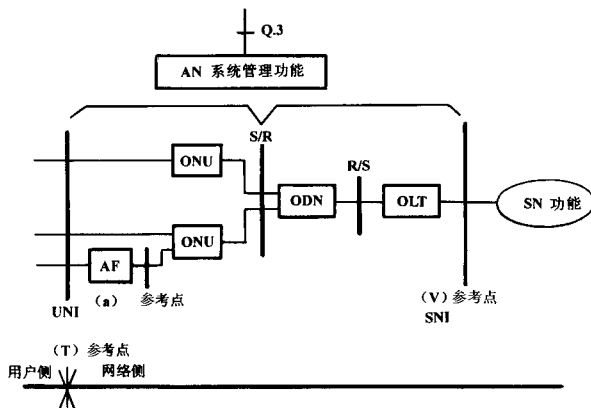 Q.3
AN 系统管理功能
S/R
ONU
R/S
ODN
OLT
SN 功能
ONU
AF
(a) 参考点
UNI
(V) 参考点
SNI
(T) 参考点
用户侧 网络侧